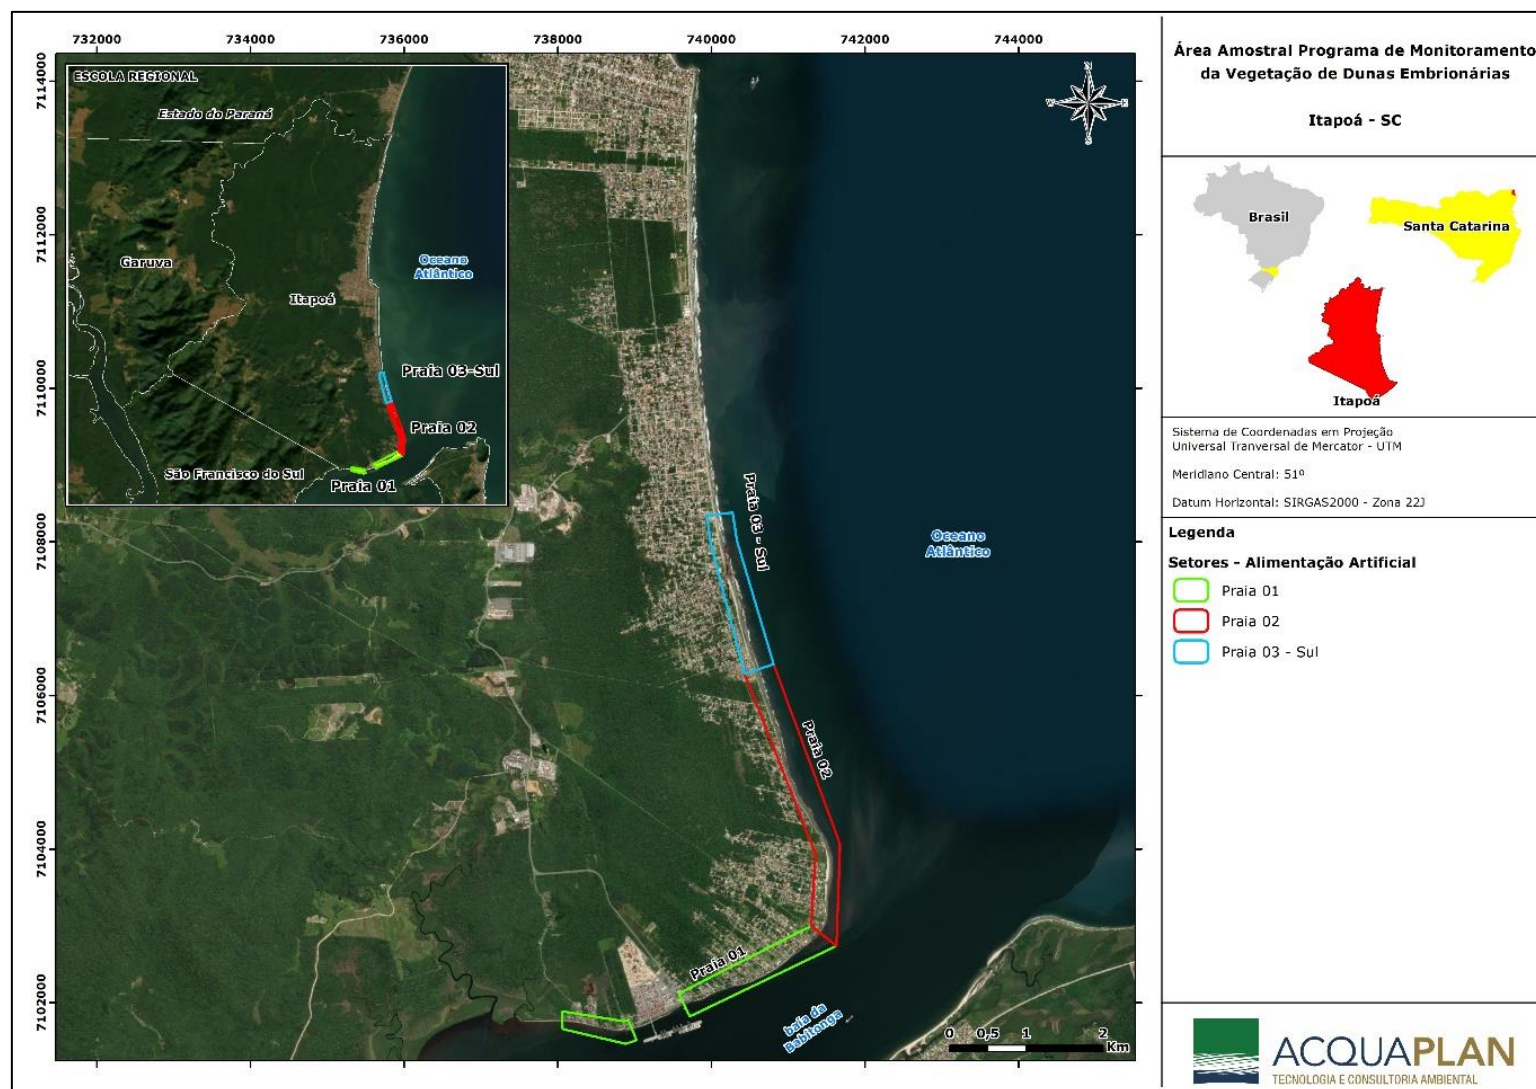 732000
734000
736000
738000
740000
742000
744000
7114000
7112000
7110000
7108000
7106000
7104000
7102000
ESCOLA REGIONAL
Estado do Paraná
Garuva
Itapoá
Oceano
Atlântico
Praia 03-Sul
Praia 02
São Francisco do Sul
Praia 01
N
W
E
S
Praia 03 - Sul
Oceano
Atlântico
Praia 02
Praia 01
baía da
Babitonga
0 0,5 1 2
Km
Área Amostral Programa de Monitoramento
da Vegetação de Dunas Embrionárias
Itapoá - SC
Brasil
Santa Catarina
Itapoá
Sistema de Coordenadas em Projeção
Universal Tranversal de Mercator - UTM
Meridiano Central: 51º
Datum Horizontal: SIRGAS2000 - Zona 22J
Legenda
Setores - Alimentação Artificial
Praia 01
Praia 02
Praia 03 - Sul
ACQUAPLAN
TECNOLOGIA E CONSULTORIA AMBIENTAL